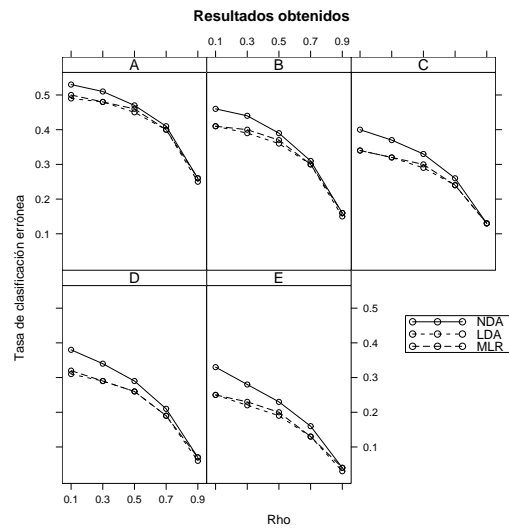 Resultados obtenidos
0.1 0.3 0.5 0.7 0.9
A B C
0.5
0.4
0.3
0.2
0.1
Tasa de clasificación errónea
D E
0.5
0.4
0.3
0.2
0.1
NDA
LDA
MLR
0.1 0.3 0.5 0.7 0.9
Rho